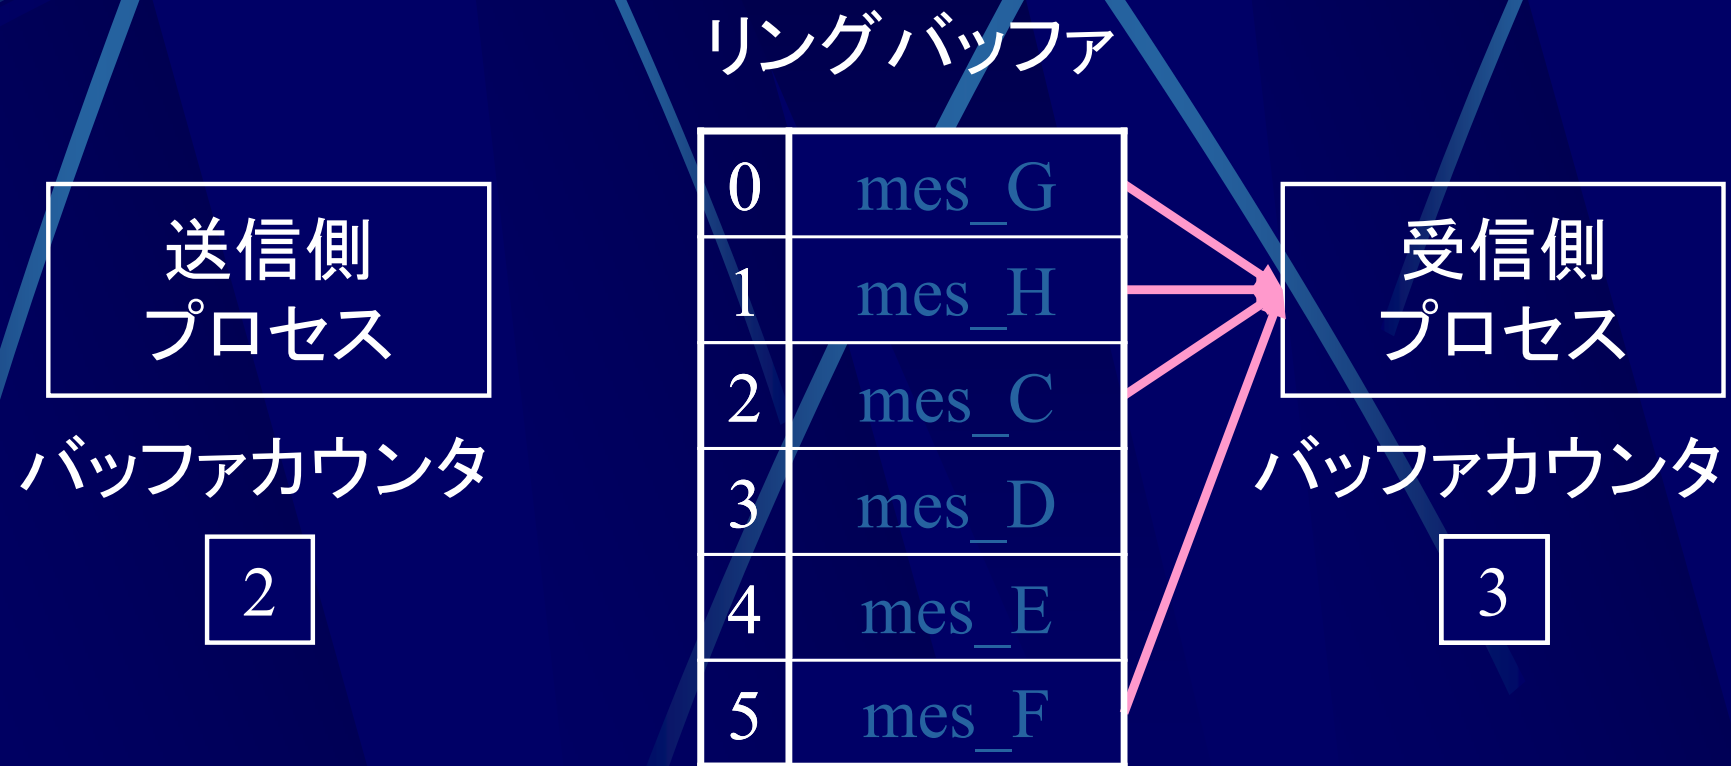 リングバッファ
送信側
プロセス
バッファカウンタ
2
0 mes_G
1 mes_H
2 mes_C
3 mes_D
4 mes_E
5 mes_F
受信側
プロセス
バッファカウンタ
3